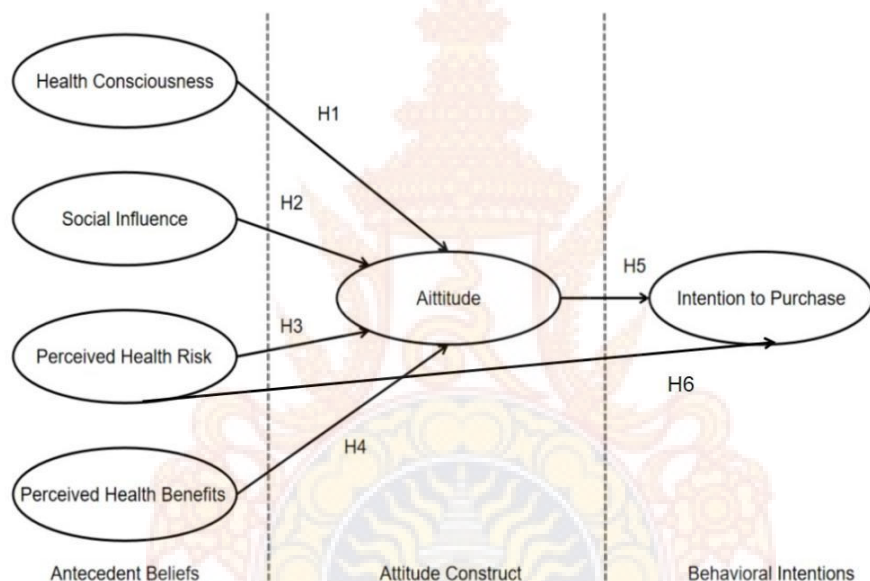 Health Consciousness
H1
H2
Social Influence
H5
Aittitude
Intention to Purchase
H3
Perceived Health Risk
H6
H4
Perceived Health Benefits
Antecedent Beliefs
Attitude Construct
Behavioral Intentions